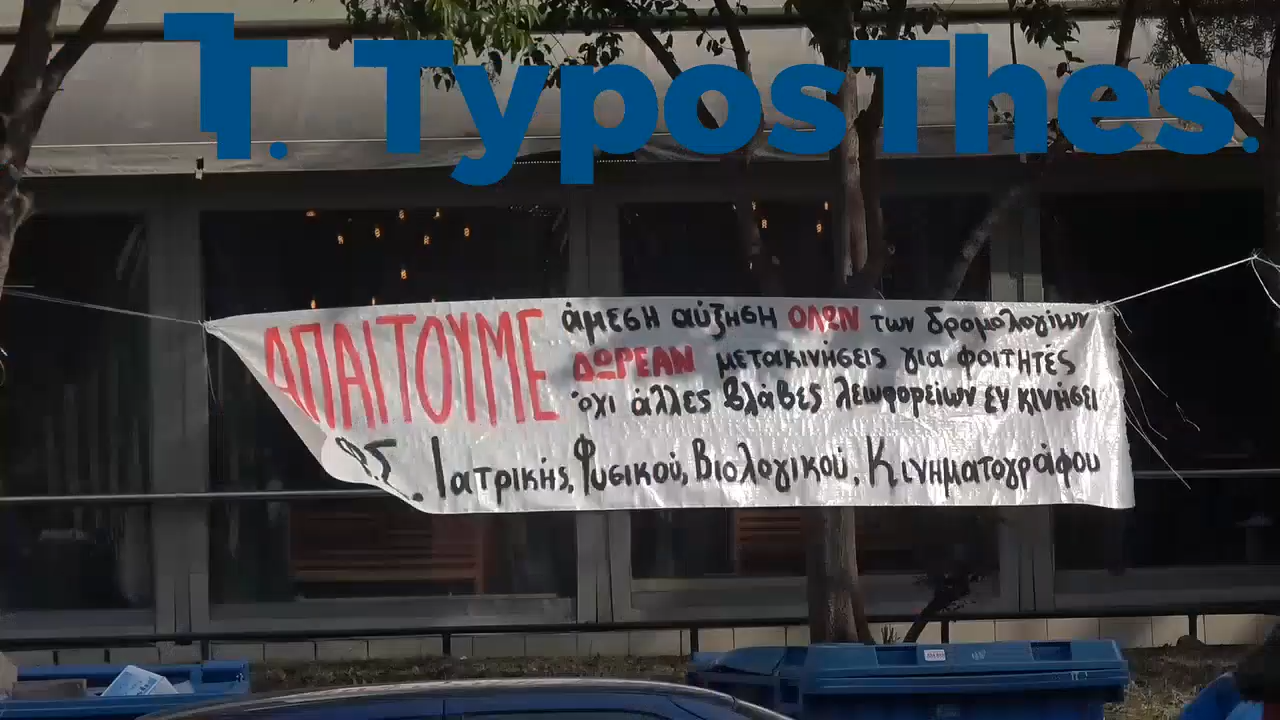 T. TyposThes.
ΑΠΑΙΤΟΥΜΕ άμεση αύξηση ΟΛΩΝ των δρομολογίων
ΔΩΡΕΑΝ μετακινήσεις για φοιτητές
όχι άλλες βλάβες λεωφορείων εν κινήσει
Φ.Σ. Ιατρικής, Φυσικού, Βιολογικού, Κινηματογράφου